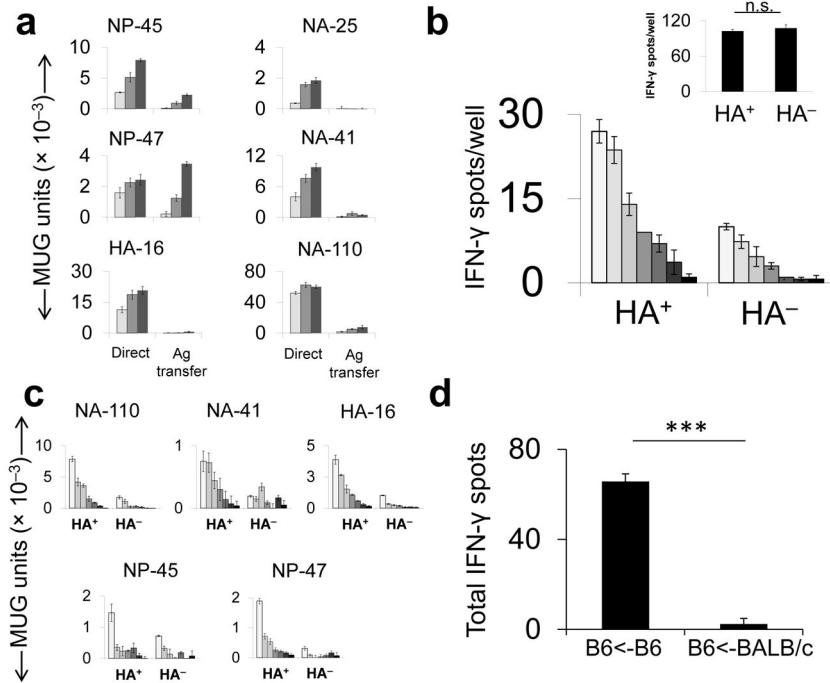 a
MUG units (× 10⁻³)
NP-45
10
5
0
NA-25
4
2
0
NP-47
4
2
0
NA-41
12
6
0
HA-16
30
15
0
NA-110
80
40
0
Direct Ag transfer
Direct Ag transfer
b
n.s.
IFN-γ spots/well
120
60
0
HA⁺ HA⁻
IFN-γ spots/well
30
15
0
HA⁺ HA⁻
c
MUG units (× 10⁻³)
NA-110
10
5
0
HA⁺ HA⁻
NA-41
1
0
HA⁺ HA⁻
HA-16
5
3
0
HA⁺ HA⁻
NP-45
2
1
0
HA⁺ HA⁻
NP-47
2
1
0
HA⁺ HA⁻
d
***
Total IFN-γ spots
80
40
0
B6<-B6 B6<-BALB/c